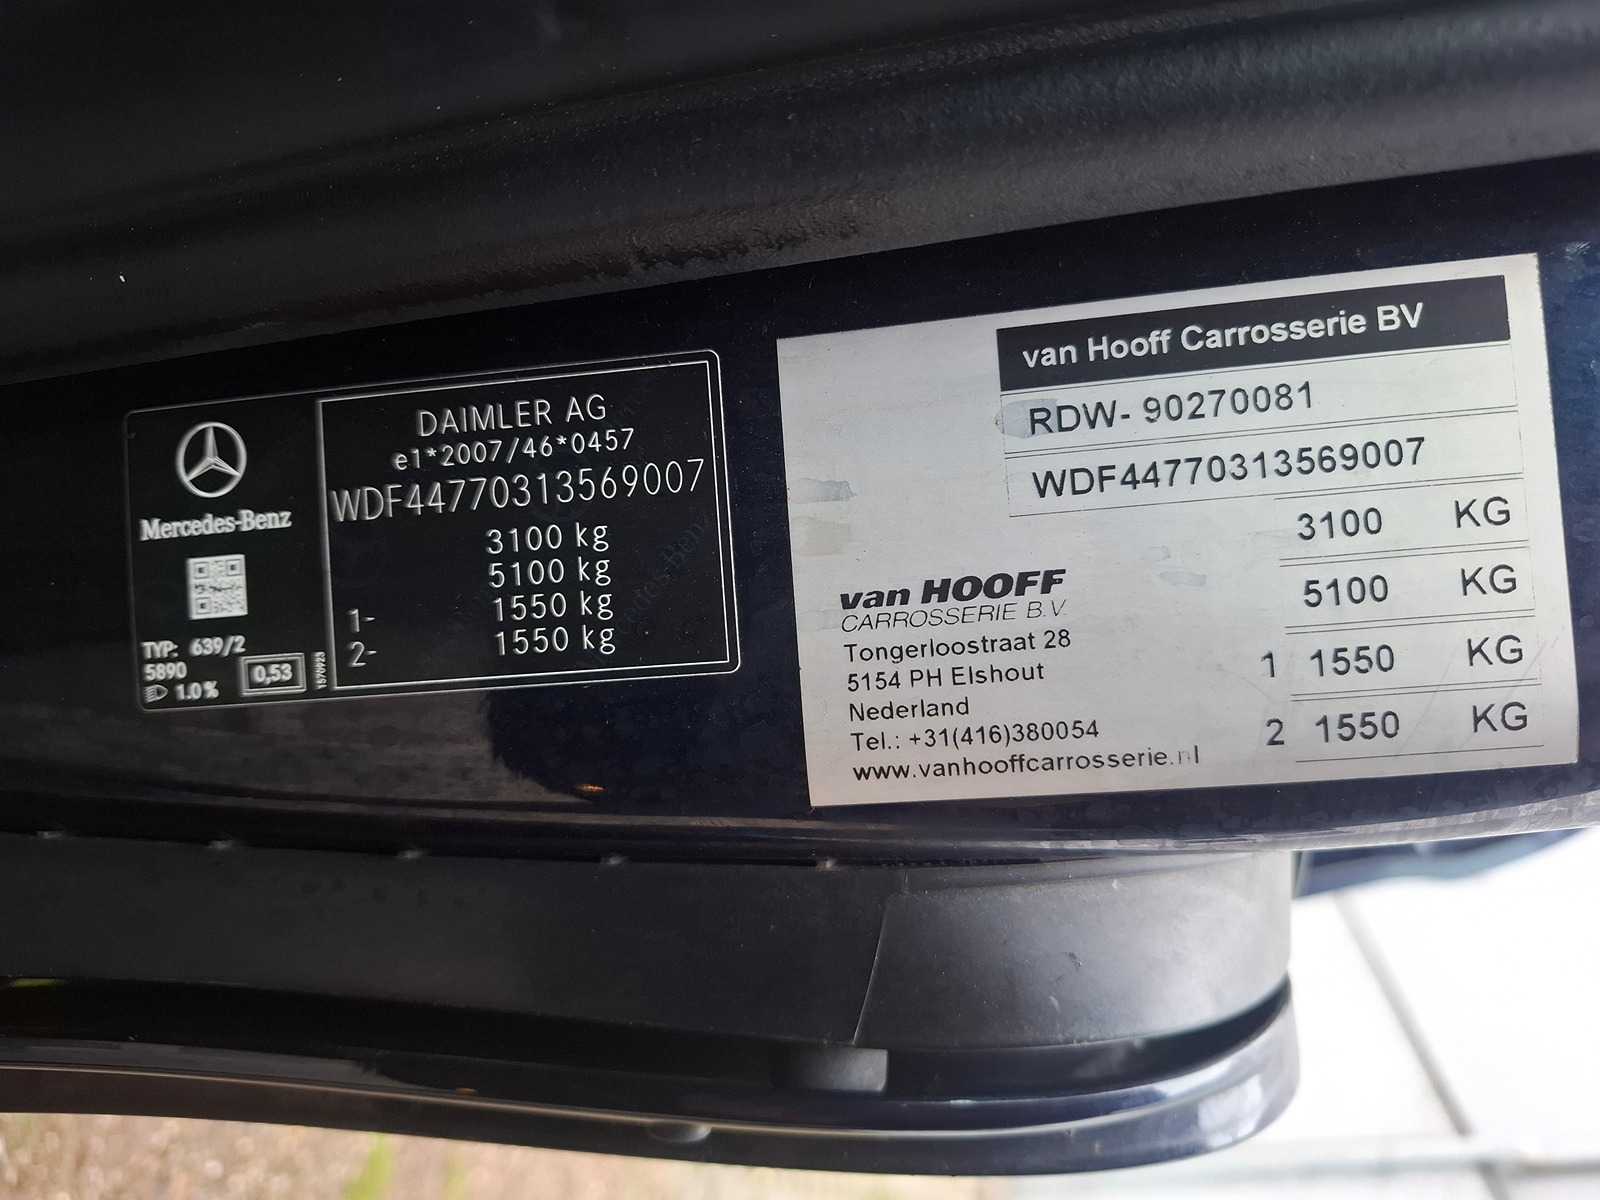 Mercedes-Benz
TYP: 639/2
5890
1.0%
0,53
1570923
DAIMLER AG
e1*2007/46*0457
WDF44770313569007
3100 kg
5100 kg
1- 1550 kg
2- 1550 kg
van Hooff Carrosserie BV
RDW- 90270081
WDF44770313569007
3100 KG
5100 KG
1 1550 KG
2 1550 KG
van HOOFF
CARROSSERIE B.V.
Tongerloostraat 28
5154 PH Elshout
Nederland
Tel.: +31(416)380054
www.vanhooffcarrosserie.nl